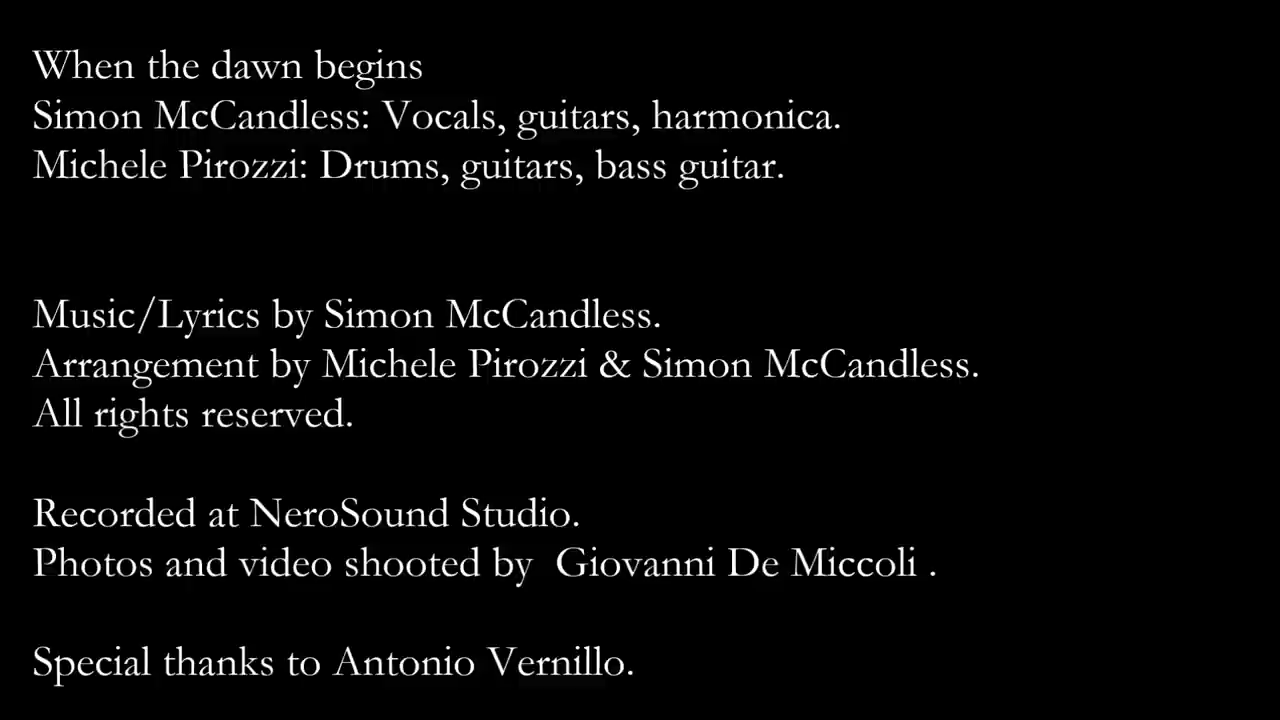 When the dawn begins
Simon McCandless: Vocals, guitars, harmonica.
Michele Pirozzi: Drums, guitars, bass guitar.
Music/Lyrics by Simon McCandless.
Arrangement by Michele Pirozzi & Simon McCandless.
All rights reserved.
Recorded at NeroSound Studio.
Photos and video shooted by  Giovanni De Miccoli .
Special thanks to Antonio Vernillo.